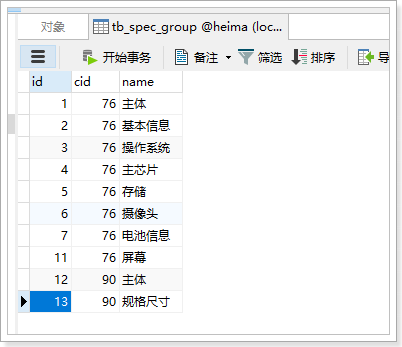 对象 tb_spec_group @heima (loc...
开始事务 备注 筛选 排序 导
id cid name
1 76 主体
2 76 基本信息
3 76 操作系统
4 76 主芯片
5 76 存储
6 76 摄像头
7 76 电池信息
11 76 屏幕
12 90 主体
13 90 规格尺寸